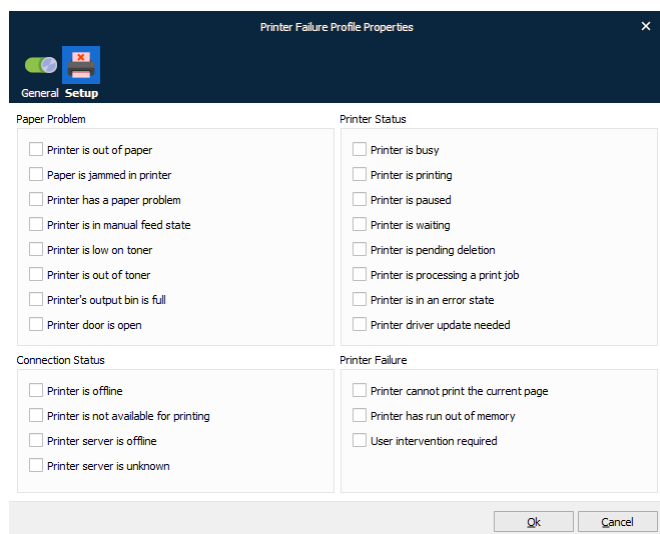 Printer Failure Profile Properties
General Setup
Paper Problem
Printer is out of paper
Paper is jammed in printer
Printer has a paper problem
Printer is in manual feed state
Printer is low on toner
Printer is out of toner
Printer's output bin is full
Printer door is open
Printer Status
Printer is busy
Printer is printing
Printer is paused
Printer is waiting
Printer is pending deletion
Printer is processing a print job
Printer is in an error state
Printer driver update needed
Connection Status
Printer is offline
Printer is not available for printing
Printer server is offline
Printer server is unknown
Printer Failure
Printer cannot print the current page
Printer has run out of memory
User intervention required
Ok Cancel